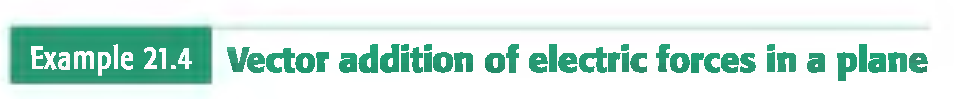 Example 21.4 Vector addition of electric forces in a plane